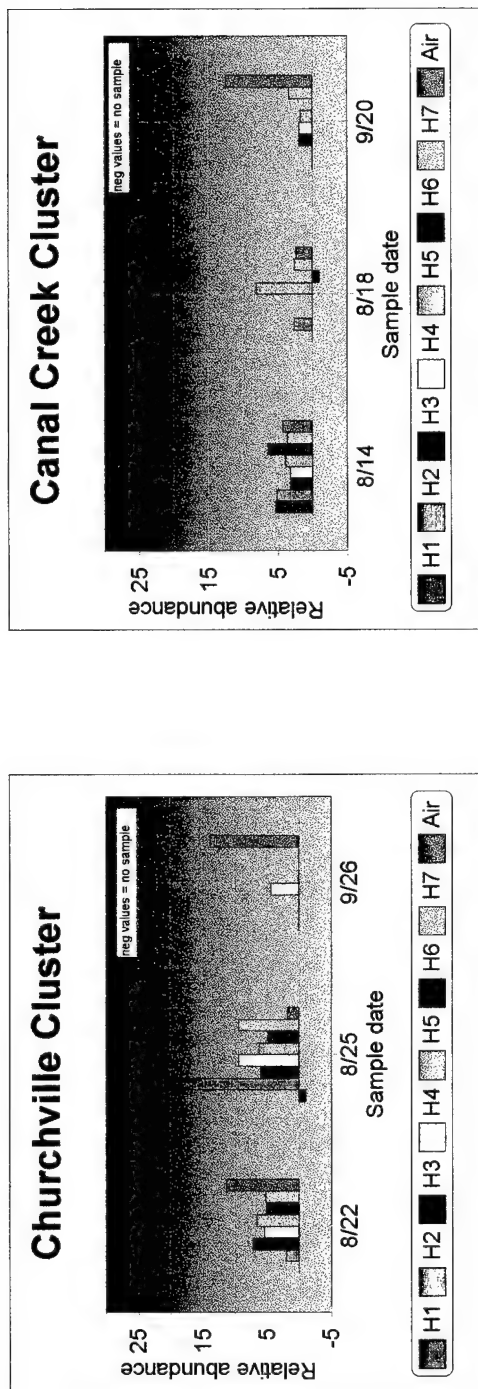 Churchville Cluster
neg values = no sample
Relative abundance
25
15
5
-5
8/22 8/25 9/26
Sample date
H1 H2 H3 H4 H5 H6 H7 Air
Canal Creek Cluster
neg values = no sample
Relative abundance
25
15
5
-5
8/14 8/18 9/20
Sample date
H1 H2 H3 H4 H5 H6 H7 Air